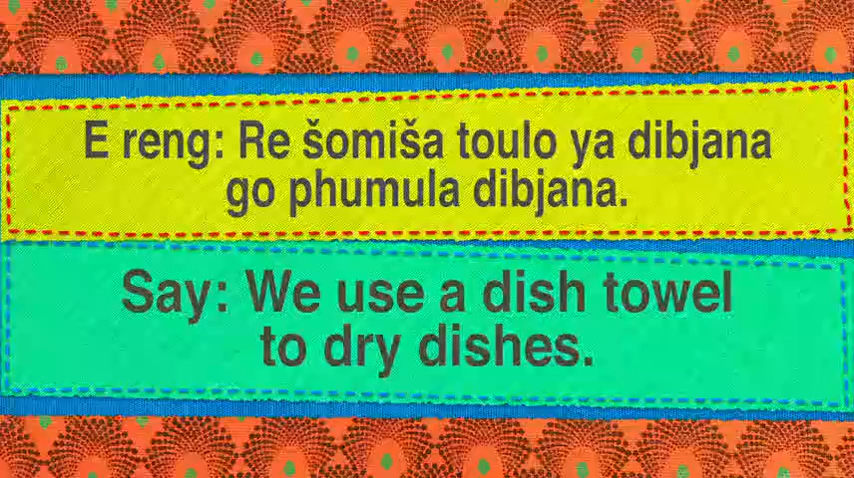 E reng: Re šomiša toulo ya dibjana
go phumula dibjana.
Say: We use a dish towel
to dry dishes.